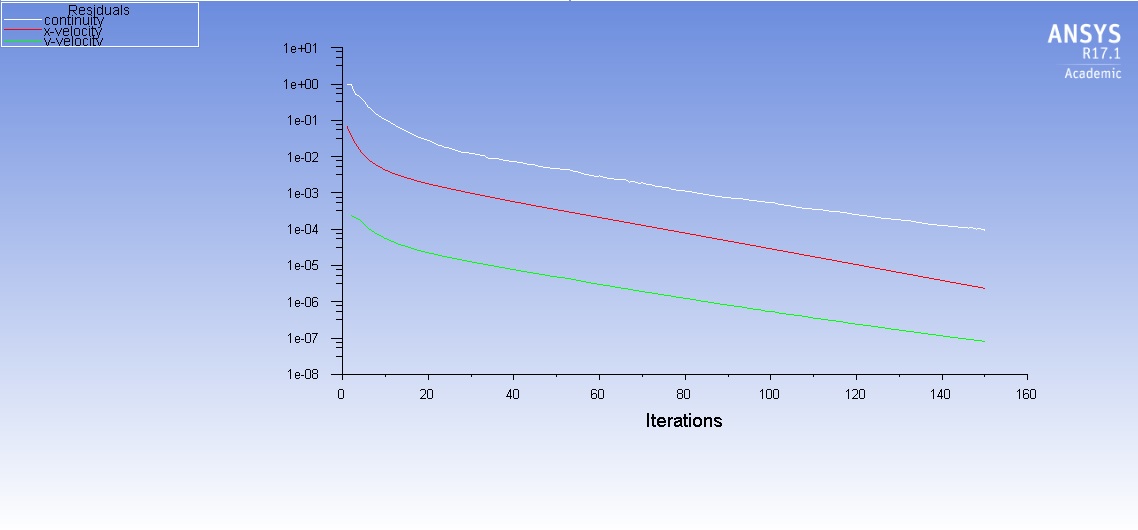 Residuals
continuity
x-velocity
y-velocity
ANSYS
R17.1
Academic
1e+01
1e+00
1e-01
1e-02
1e-03
1e-04
1e-05
1e-06
1e-07
1e-08
0 20 40 60 80 100 120 140 160
Iterations